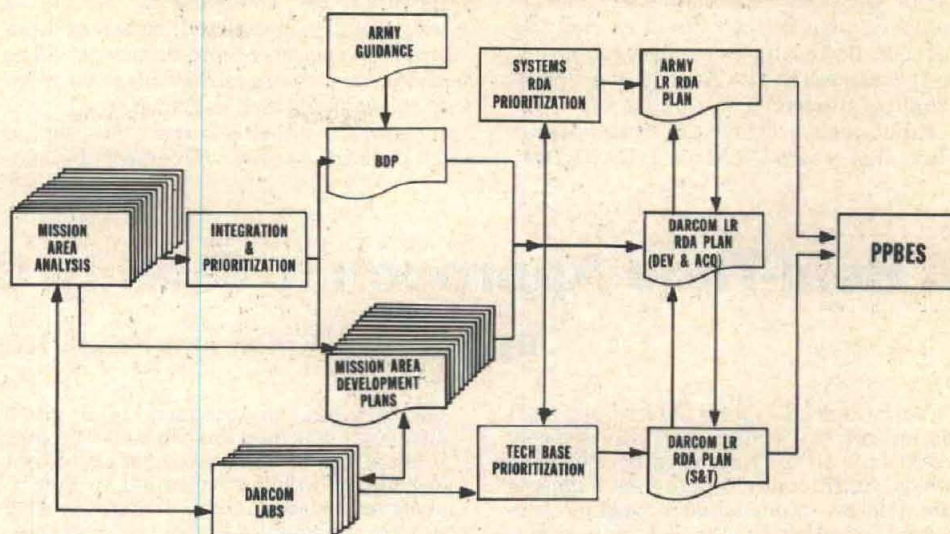 ARMY
GUIDANCE
SYSTEMS
RDA
PRIORITIZATION
ARMY
LR RDA
PLAN
BDP
MISSION
AREA
ANALYSIS
INTEGRATION
&
PRIORITIZATION
DARCOM LR
RDA PLAN
(DEV & ACQ)
PPBES
MISSION AREA
DEVELOPMENT
PLANS
TECH BASE
PRIORITIZATION
DARCOM LR
RDA PLAN
(S&T)
DARCOM
LABS